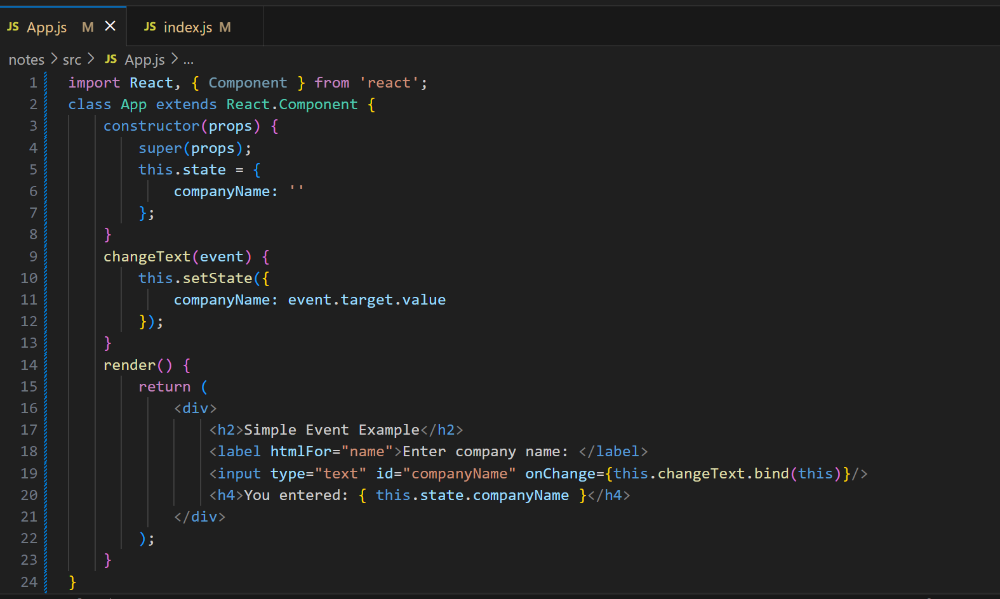 JS App.js M × JS index.js M
notes > src > JS App.js > ...
1 import React, { Component } from 'react';
2 class App extends React.Component {
3 constructor(props) {
4 super(props);
5 this.state = {
6 companyName: ''
7 };
8 }
9 changeText(event) {
10 this.setState({
11 companyName: event.target.value
12 });
13 }
14 render() {
15 return (
16 <div>
17 <h2>Simple Event Example</h2>
18 <label htmlFor="name">Enter company name: </label>
19 <input type="text" id="companyName" onChange={this.changeText.bind(this)}/>
20 <h4>You entered: { this.state.companyName }</h4>
21 </div>
22 );
23 }
24 }